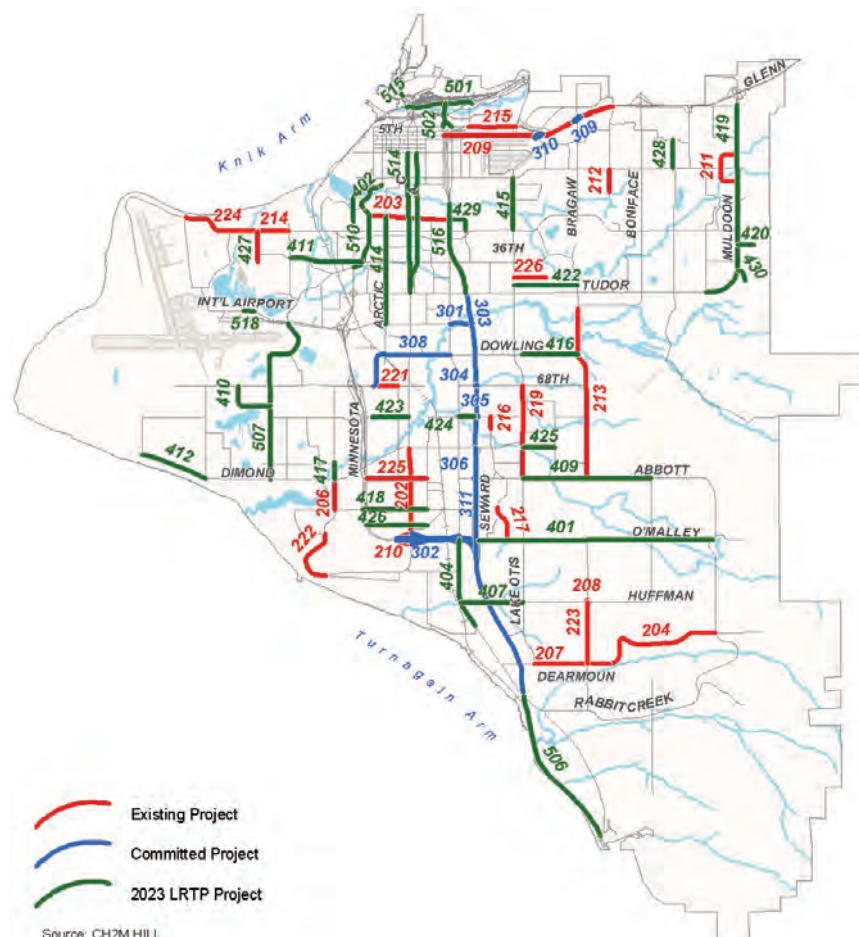 GLENN
515
501
Knik Arm
5TH
502
215
419
209
310
309
514
402
C
A
428
211
212
BRAGAW
BONIFACE
MULDOON
203
415
224
214
429
510
414
516
36TH
427
411
420
226
422
430
TUDOR
INT'L AIRPORT
518
ARCTIC
301
303
308
DOWLING
416
304
221
68TH
410
305
213
423
424
216
219
507
MINNESOTA
425
412
417
306
DIMOND
225
409
ABBOTT
206
202
311
SEWARD
418
217
426
401
O'MALLEY
222
210
302
404
LAKE OTIS
208
407
HUFFMAN
223
204
207
DEARMOUN
Turnagain Arm
RABBITCREEK
506
Existing Project
Committed Project
2023 LRTP Project
Source: CH2M HILL